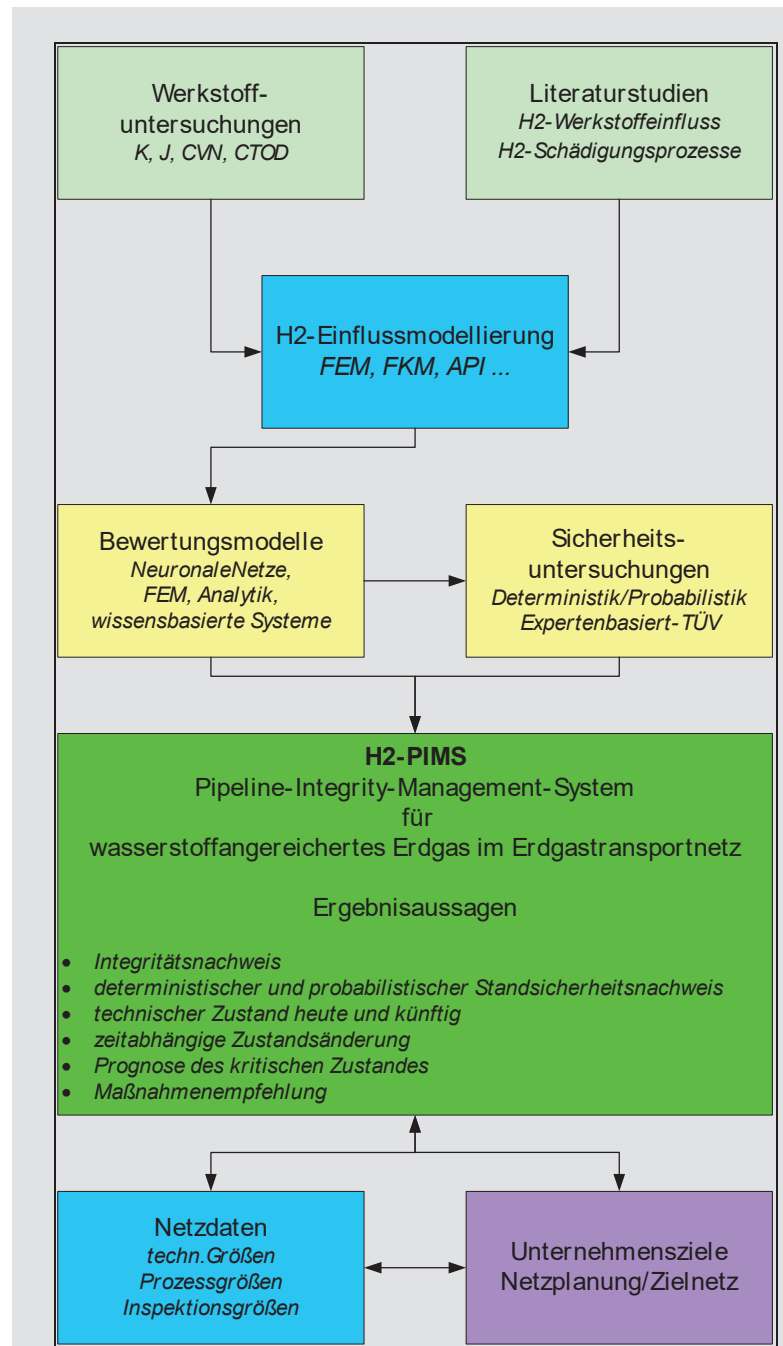 Werkstoff-
untersuchungen
K, J, CVN, CTOD
Literaturstudien
H2-Werkstoffeinfluss
H2-Schädigungsprozesse
H2-Einflussmodellierung
FEM, FKM, API ...
Bewertungsmodelle
NeuronaleNetze,
FEM, Analytik,
wissensbasierte Systeme
Sicherheits-
untersuchungen
Deterministik/Probabilistik
Expertenbasiert-TÜV
H2-PIMS
Pipeline-Integrity-Management-System
für
wasserstoffangereichertes Erdgas im Erdgastransportnetz
Ergebnisaussagen
• Integritätsnachweis
• deterministischer und probabilistischer Standsicherheitsnachweis
• technischer Zustand heute und künftig
• zeitabhängige Zustandsänderung
• Prognose des kritischen Zustandes
• Maßnahmenempfehlung
Netzdaten
techn.Größen
Prozessgrößen
Inspektionsgrößen
Unternehmensziele
Netzplanung/Zielnetz